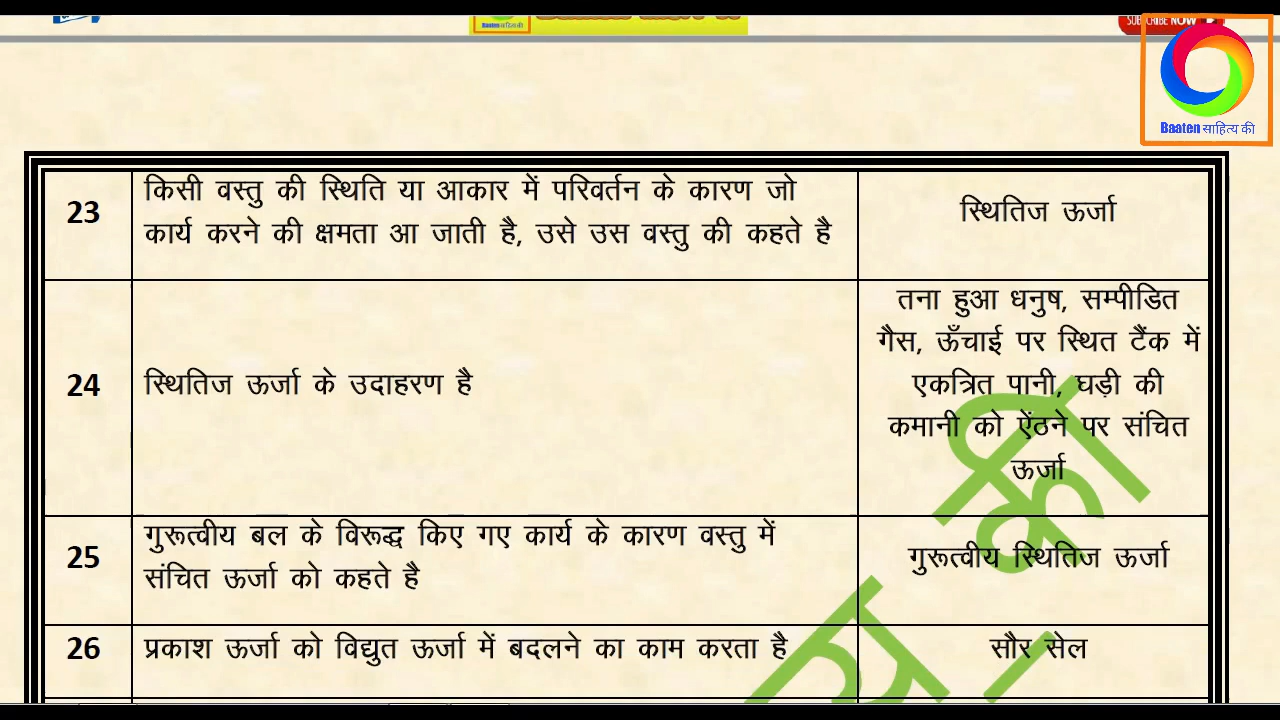 Baaten साहित्य की
SUBSCRIBE NOW
Baaten साहित्य की
23
किसी वस्तु की स्थिति या आकार में परिवर्तन के कारण जो
कार्य करने की क्षमता आ जाती है, उसे उस वस्तु की कहते है
स्थितिज ऊर्जा
24
स्थितिज ऊर्जा के उदाहरण है
तना हुआ धनुष, सम्पीडित
गैस, ऊँचाई पर स्थित टैंक में
एकत्रित पानी, घड़ी की
कमानी को ऐंठने पर संचित
ऊर्जा
25
गुरूत्वीय बल के विरूद्ध किए गए कार्य के कारण वस्तु में
संचित ऊर्जा को कहते है
गुरूत्वीय स्थितिज ऊर्जा
26
प्रकाश ऊर्जा को विद्युत ऊर्जा में बदलने का काम करता है
सौर सेल
की